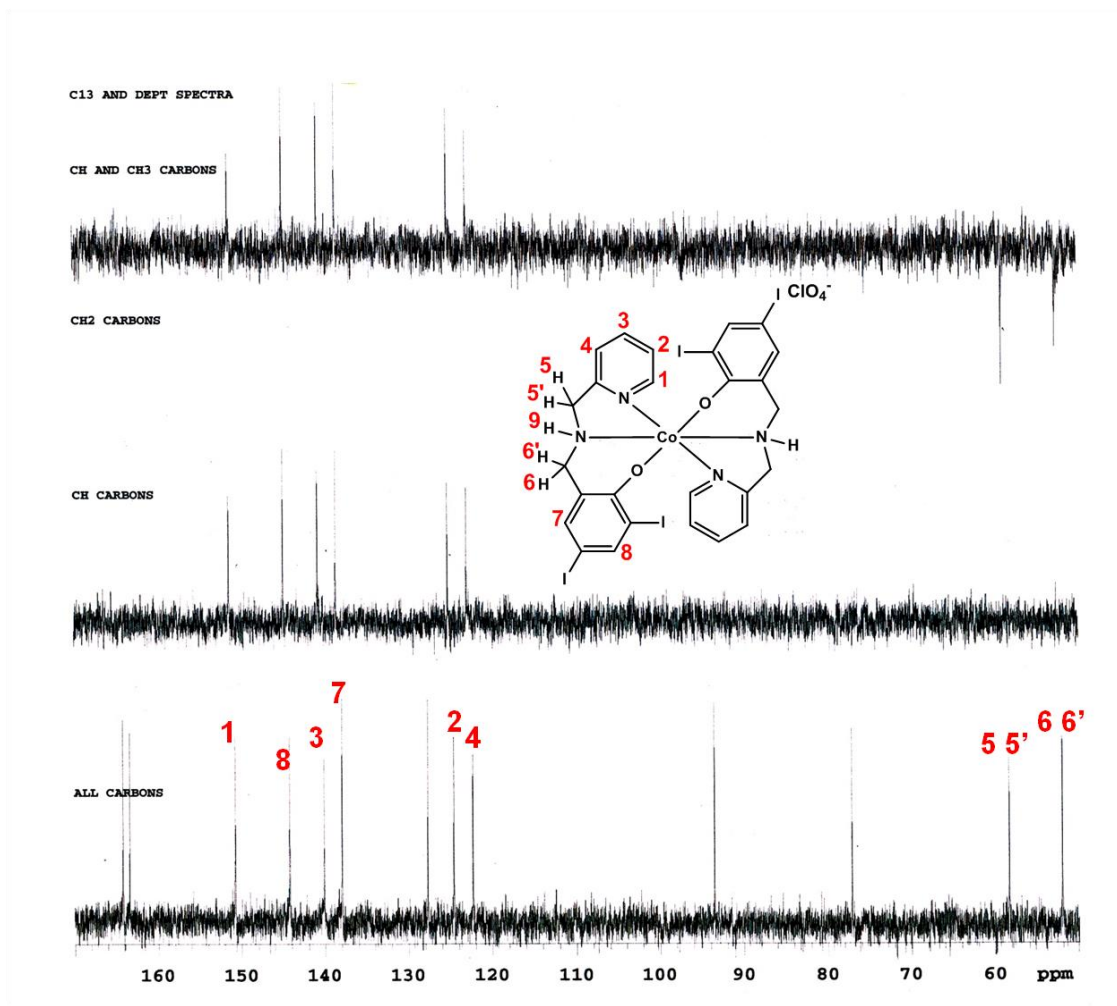 C13 AND DEPT SPECTRA
CH AND CH3 CARBONS
CH2 CARBONS
I ClO4-
3
4 2 I
5 H 1
5' H N O
9 H N Co N H
6' H O N
6 H
7 I
8
I
CH CARBONS
7
1 3 2 6 6'
8 4 5 5'
ALL CARBONS
160 150 140 130 120 110 100 90 80 70 60 ppm